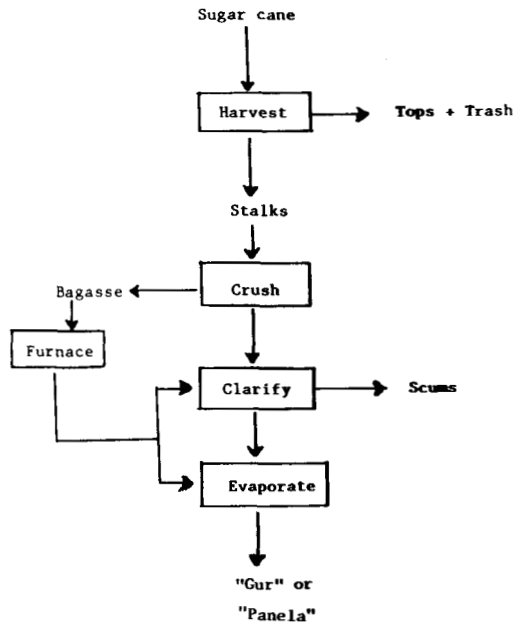 Sugar cane
Harvest
Tops + Trash
Stalks
Bagasse
Crush
Furnace
Clarify
Scums
Evaporate
"Gur" or
"Panela"